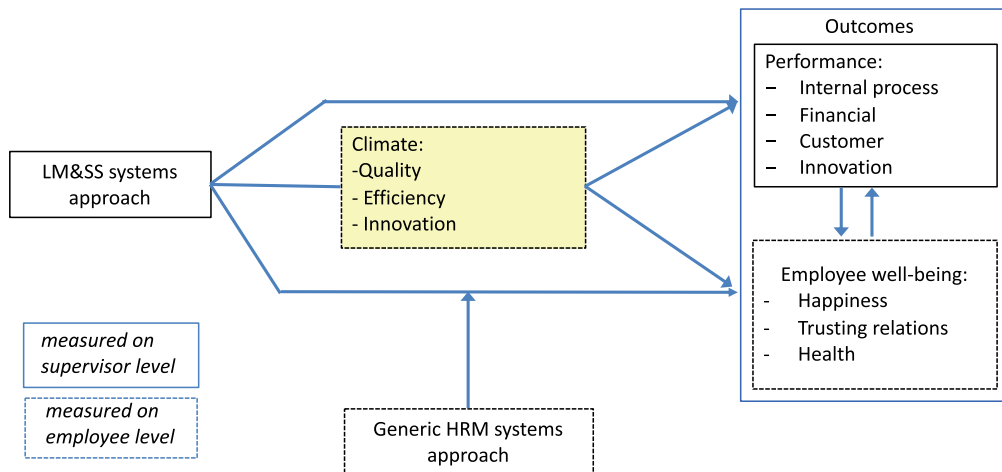 Outcomes
Performance:
– Internal process
– Financial
– Customer
– Innovation
LM&SS systems
approach
Climate:
-Quality
- Efficiency
- Innovation
Employee well-being:
- Happiness
- Trusting relations
- Health
measured on
supervisor level
measured on
employee level
Generic HRM systems
approach